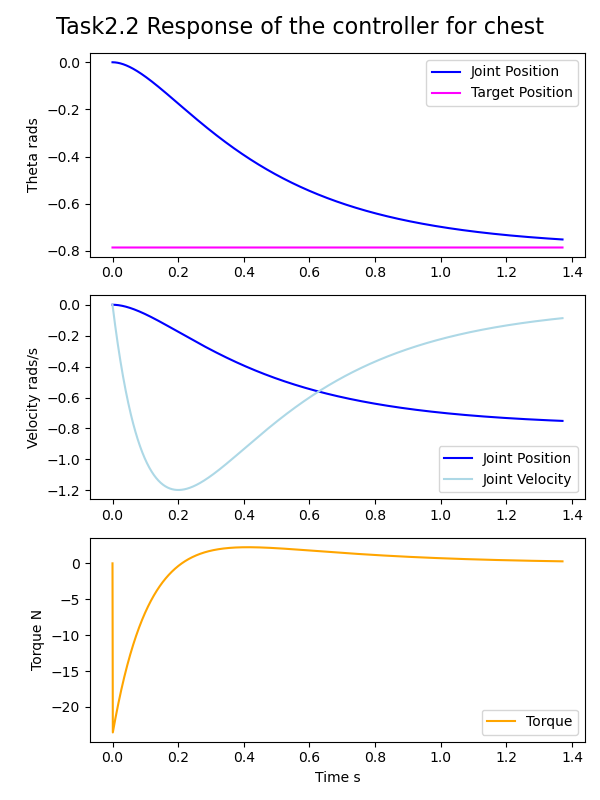 Task2.2 Response of the controller for chest
0.0
−0.2
−0.4
−0.6
−0.8
Theta rads
Joint Position
Target Position
0.0 0.2 0.4 0.6 0.8 1.0 1.2 1.4
0.0
−0.2
−0.4
−0.6
−0.8
−1.0
−1.2
Velocity rads/s
Joint Position
Joint Velocity
0.0 0.2 0.4 0.6 0.8 1.0 1.2 1.4
0
−5
−10
−15
−20
Torque N
Torque
0.0 0.2 0.4 0.6 0.8 1.0 1.2 1.4
Time s